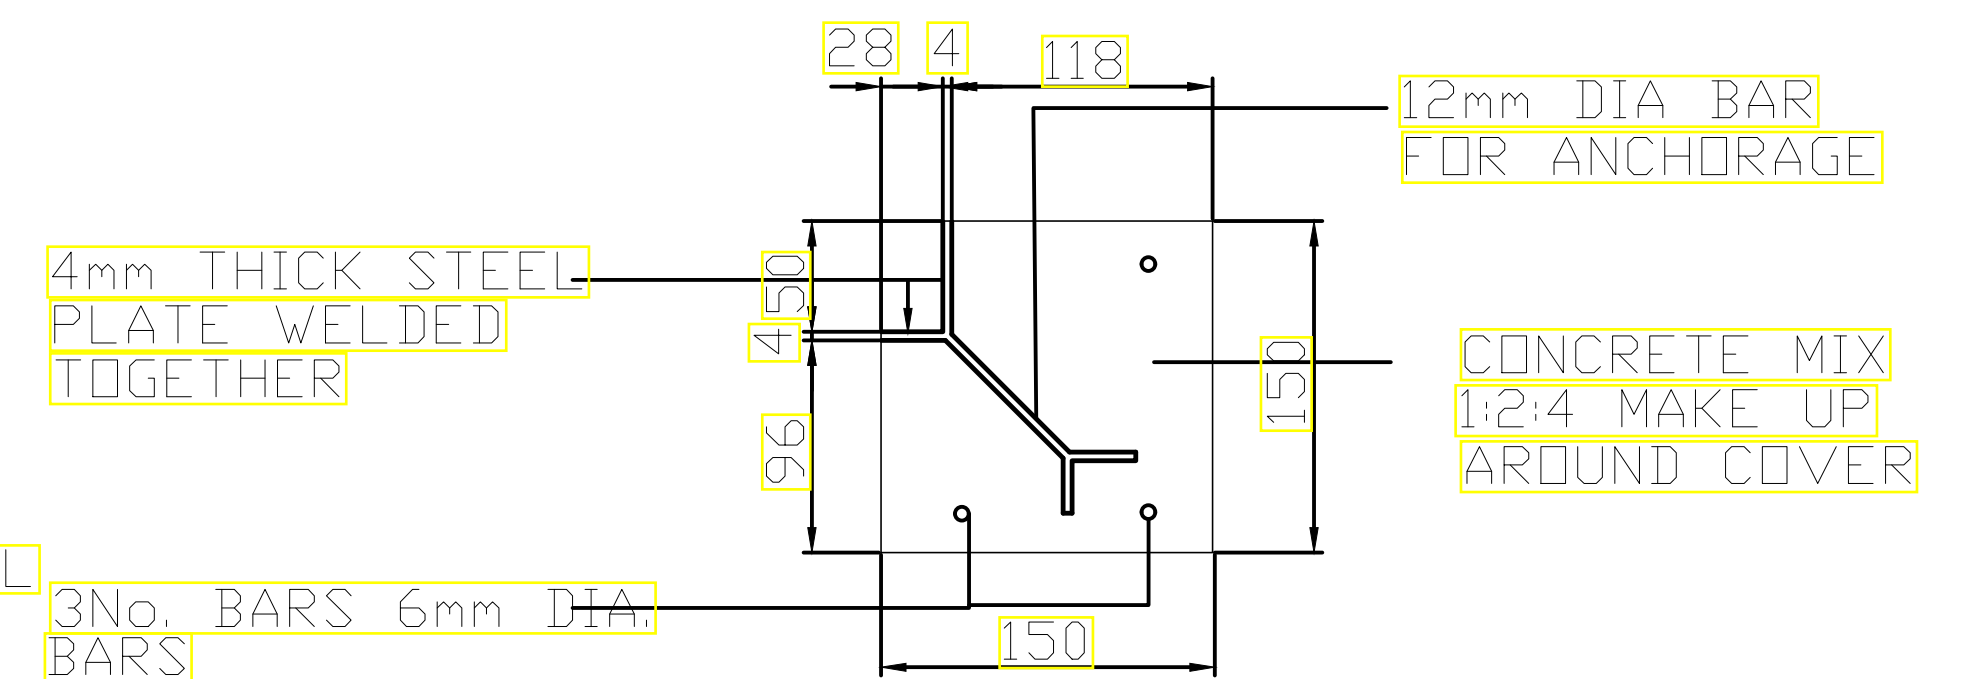 28 4 118
12mm DIA BAR
FOR ANCHORAGE
4mm THICK STEEL
PLATE WELDED
TOGETHER
50
4
96
150
CONCRETE MIX
1:2:4 MAKE UP
AROUND COVER
L
3No. BARS 6mm DIA.
BARS
150